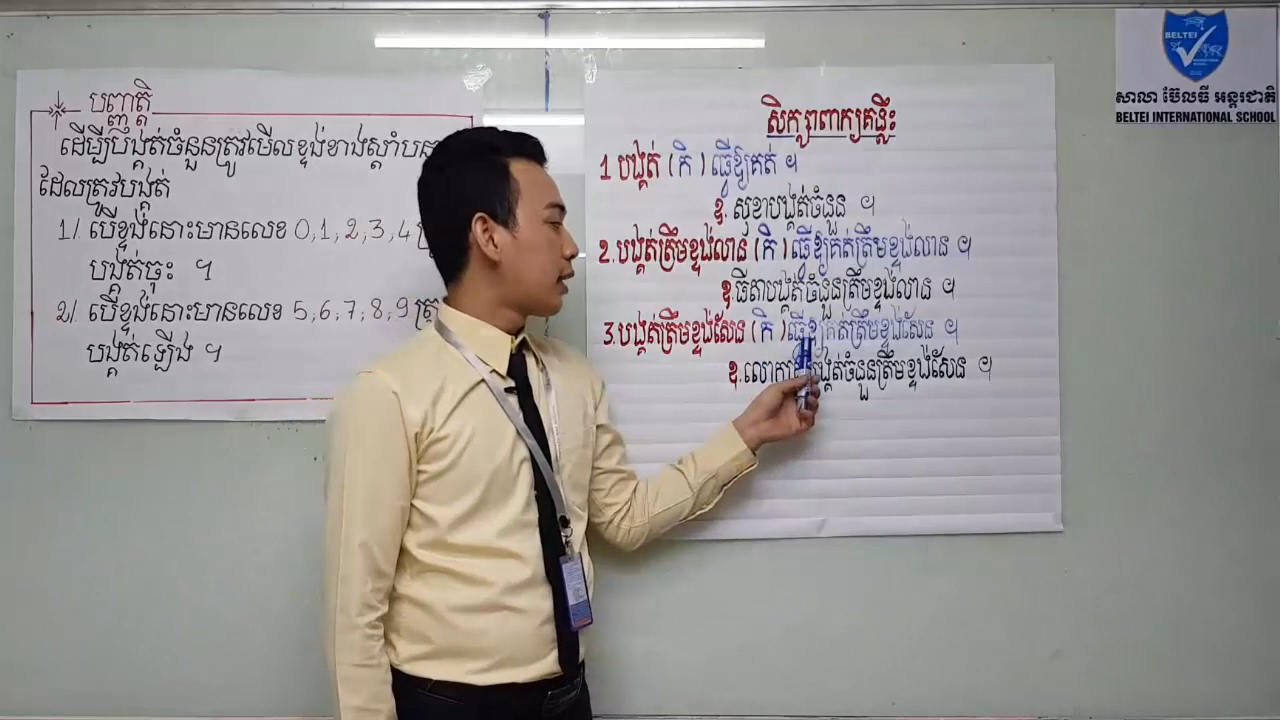 បញ្ញត្តិ
ដើម្បីបង្គត់ចំនួនត្រូវមើលខ្ទង់ខាងស្តាំ
ដែលត្រូវបង្គត់
1/. បើខ្ទង់នោះមានលេខ 0,1,2,3,4
បង្គត់ចុះ ។
2/. បើខ្ទង់នោះមានលេខ 5,6,7,8,9
បង្គត់ឡើង ។
សិក្សាពាក្យគន្លឹះ
1 បង្គត់ (កិ) ធ្វើឱ្យគត់ ។
ឧ. សុខាបង្គត់ចំនួន ។
2. បង្គត់ត្រឹមខ្ទង់លាន (កិ) ធ្វើឱ្យគត់ត្រឹមខ្ទង់លាន ។
ឧ. ធីតាបង្គត់ចំនួនត្រឹមខ្ទង់លាន ។
3. បង្គត់ត្រឹមខ្ទង់សែន (កិ) ធ្វើឱ្យគត់ត្រឹមខ្ទង់សែន ។
ឧ. បង្គត់ចំនួនត្រឹមខ្ទង់សែន ។
BELTEI
សាលា ប៊ែលធី អន្តរជាតិ
BELTEI INTERNATIONAL SCHOOL